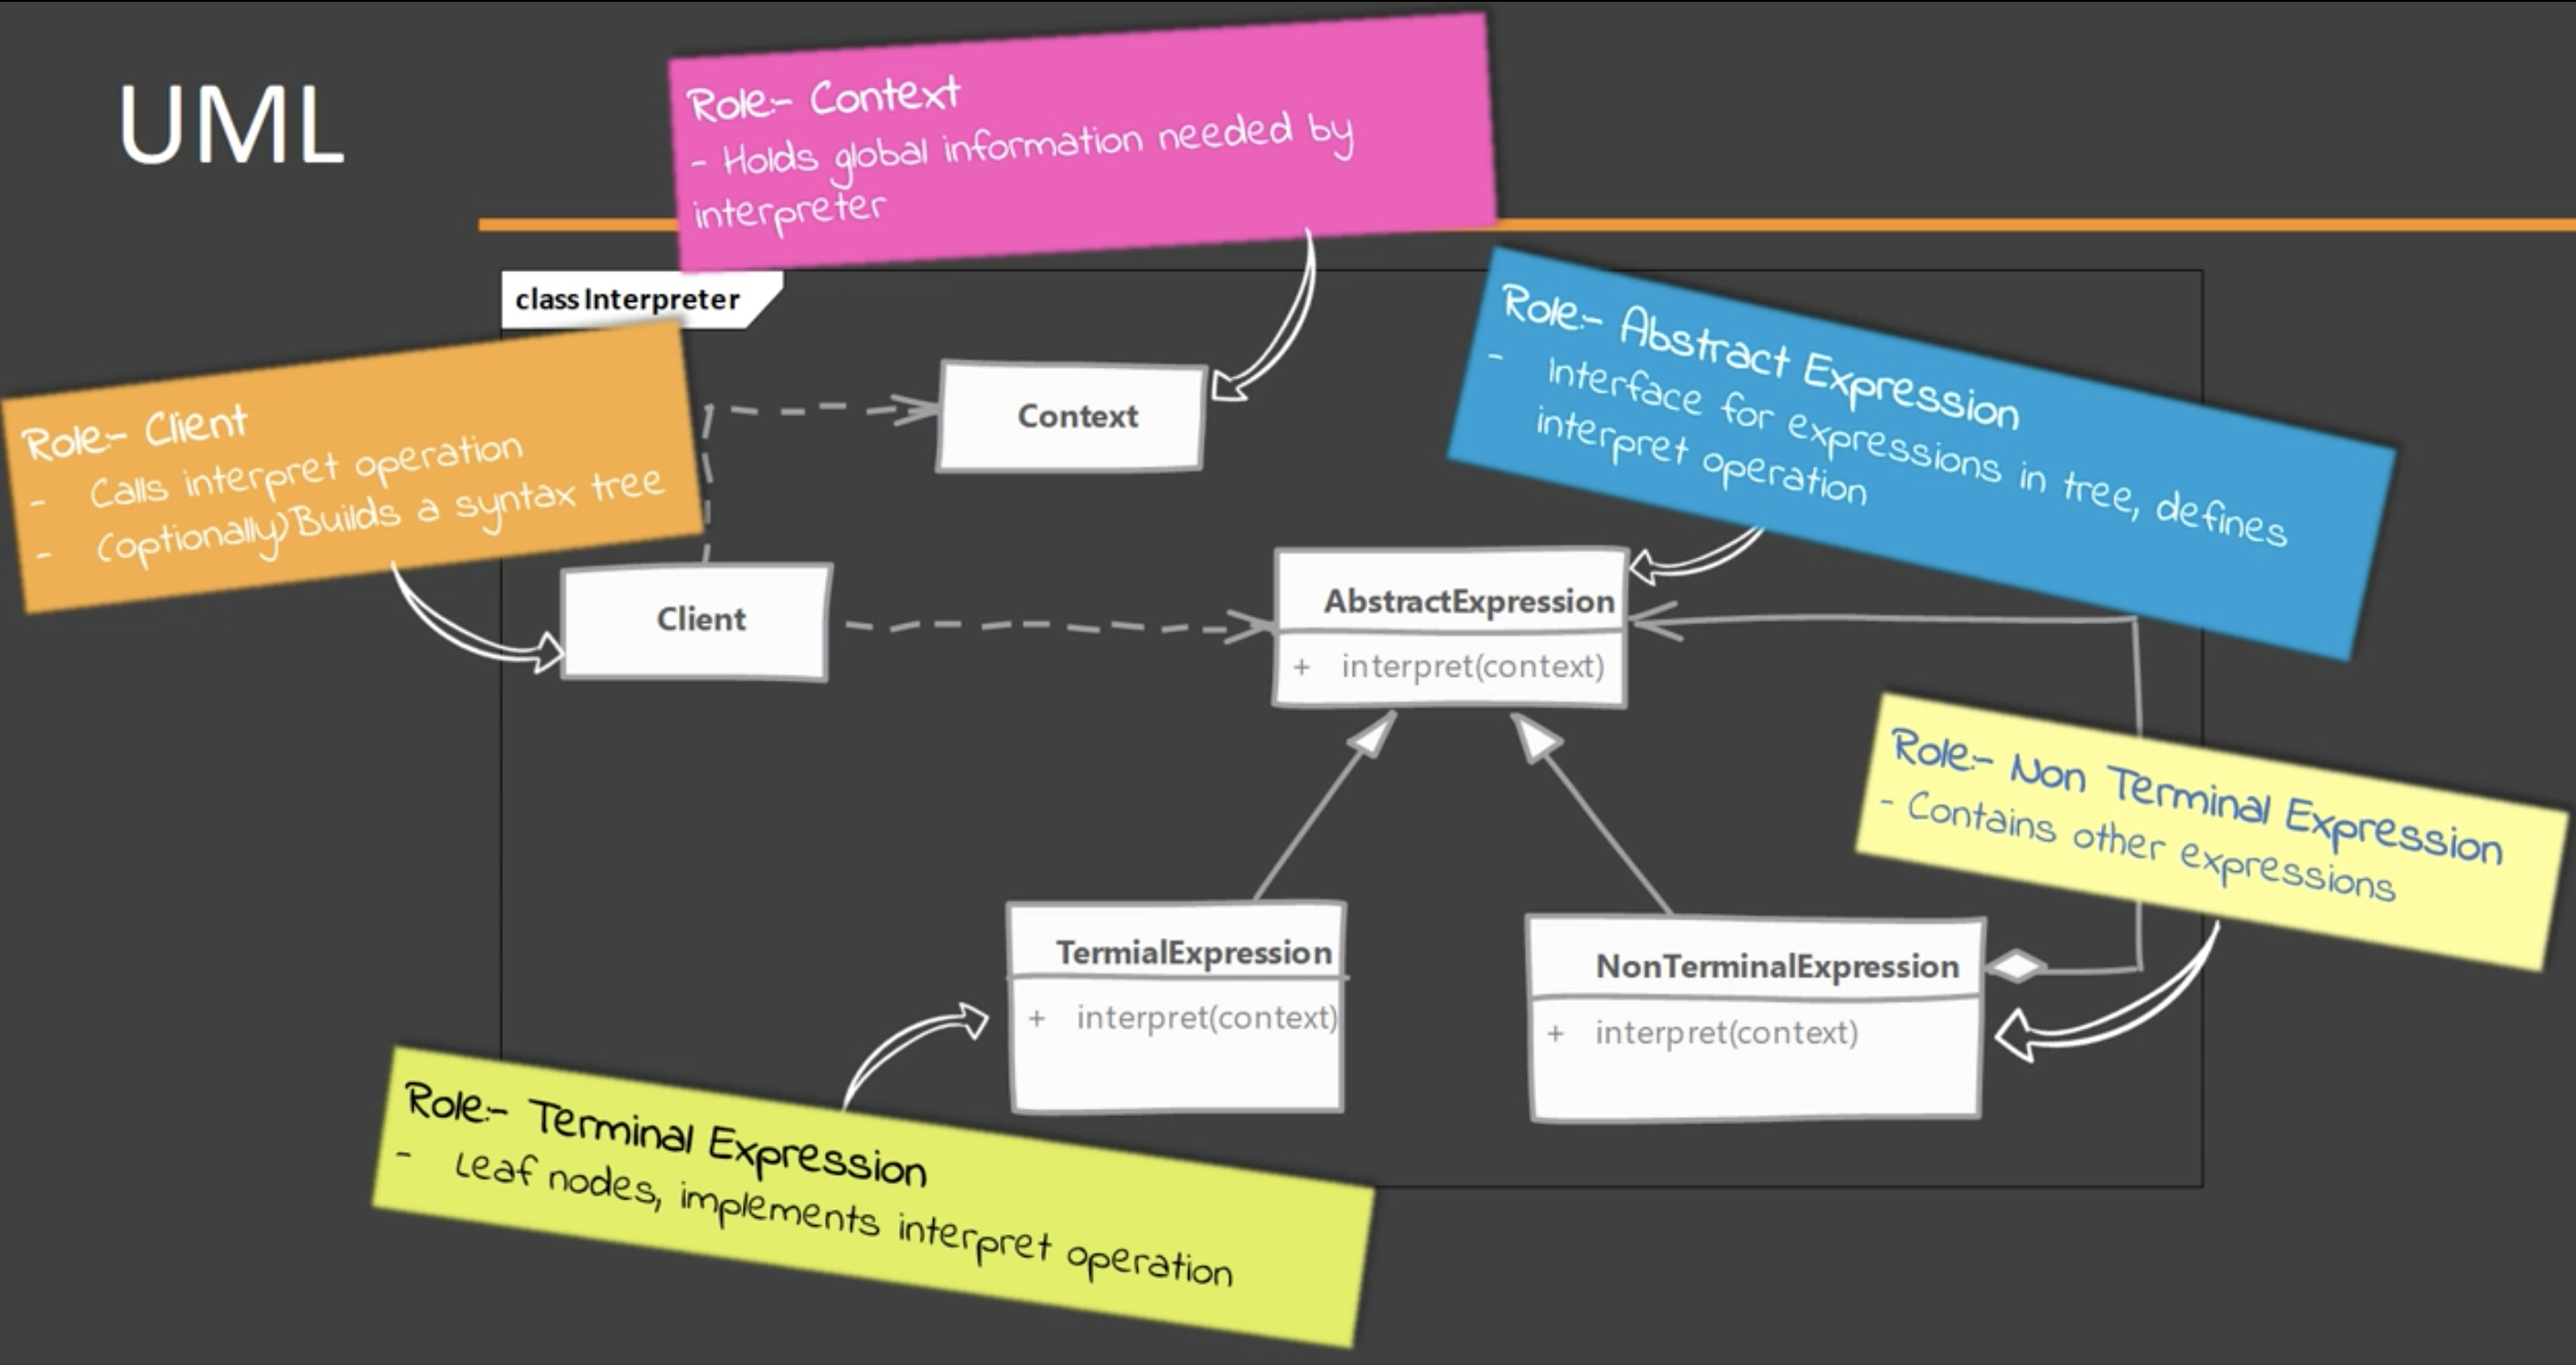 UML
Role:- Context
- Holds global information needed by
interpreter
class Interpreter
Role:- Client
- Calls interpret operation
- (optionally)Builds a syntax tree
Role:- Abstract Expression
- Interface for expressions in tree, defines
interpret operation
Context
Client
AbstractExpression
+ interpret(context)
Role:- Non Terminal Expression
- Contains other expressions
TermialExpression
+ interpret(context)
NonTerminalExpression
+ interpret(context)
Role:- Terminal Expression
- Leaf nodes, implements interpret operation